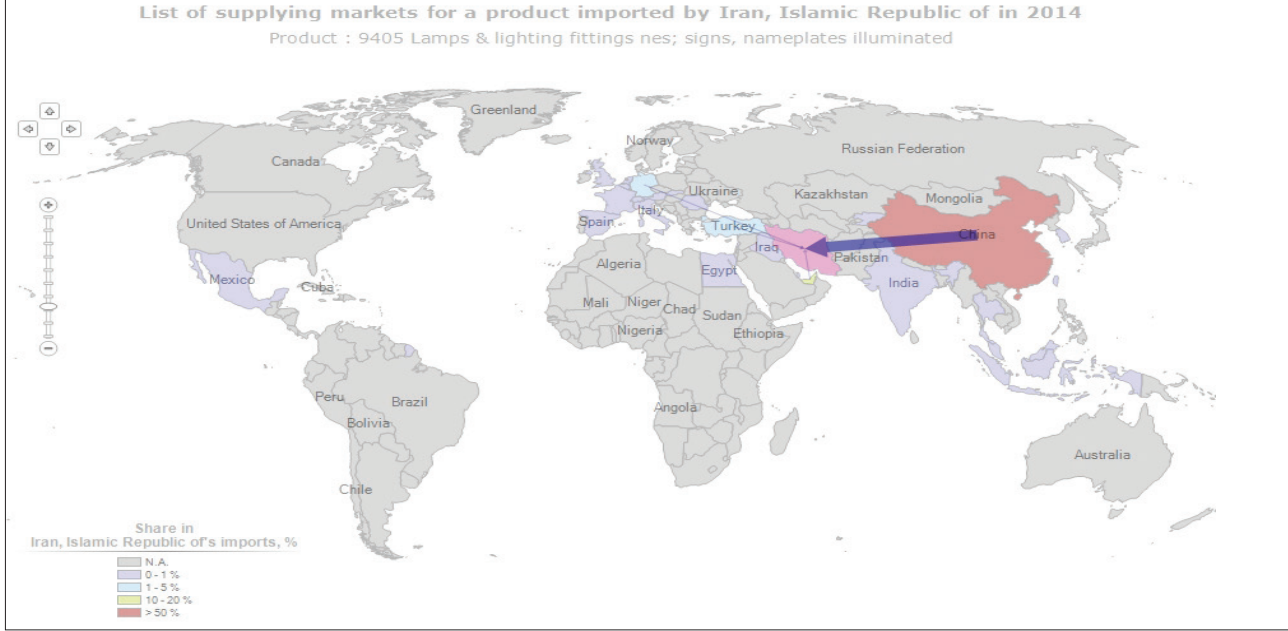 List of supplying markets for a product imported by Iran, Islamic Republic of in 2014
Product : 9405 Lamps & lighting fittings nes; signs, nameplates illuminated
Greenland
Norway
Canada
Russian Federation
Ukraine
Kazakhstan
Mongolia
United States of America
Spain
Italy
Turkey
China
Iraq
Pakistan
Algeria
Egypt
India
Mexico
Cuba
Mali
Niger
Chad
Sudan
Nigeria
Ethiopia
Peru
Brazil
Angola
Bolivia
Australia
Chile
Share in
Iran, Islamic Republic of's imports, %
N.A.
0 - 1 %
1 - 5 %
10 - 20 %
> 50 %